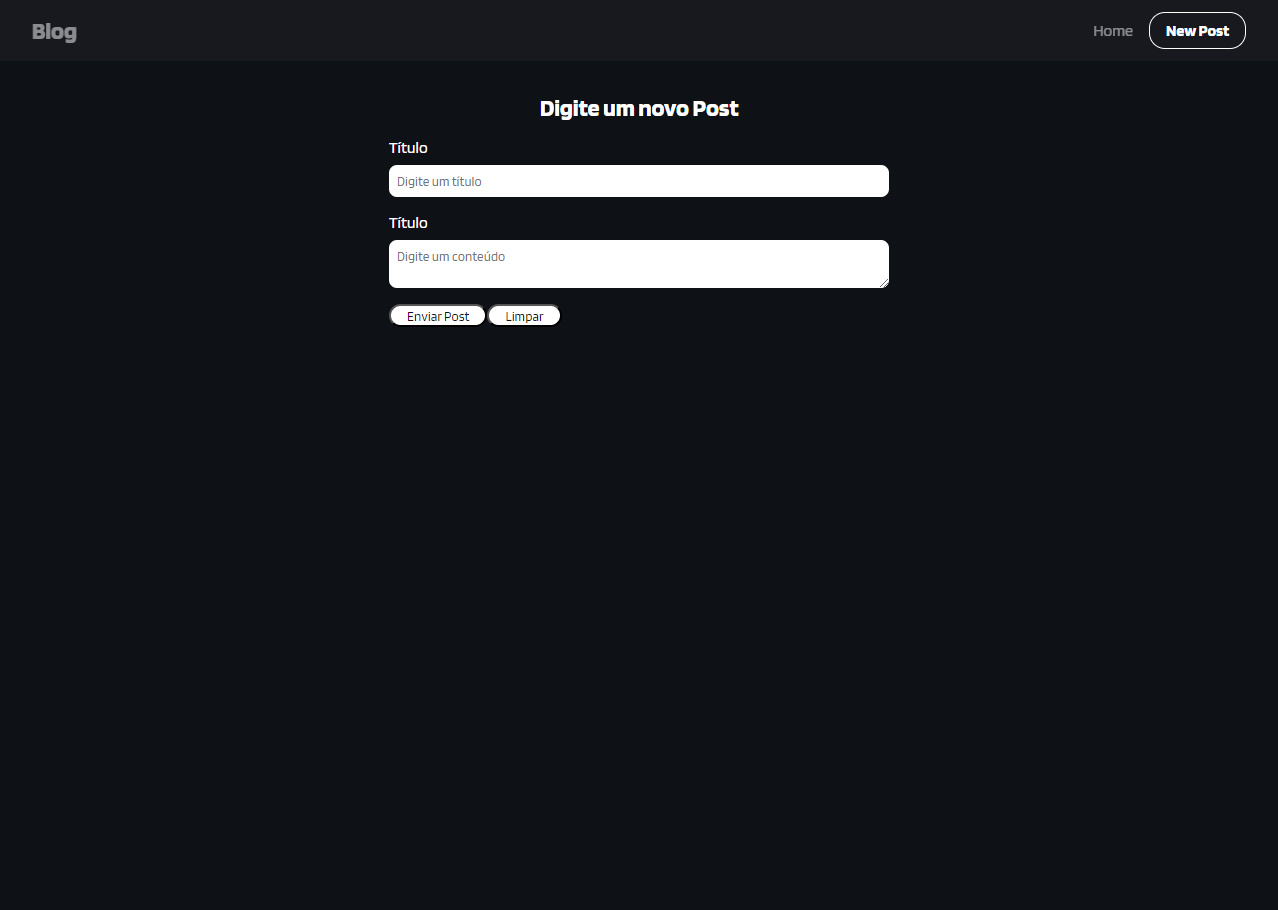 Blog
Home
New Post
Digite um novo Post
Título
Digite um título
Título
Digite um conteúdo
Enviar Post
Limpar